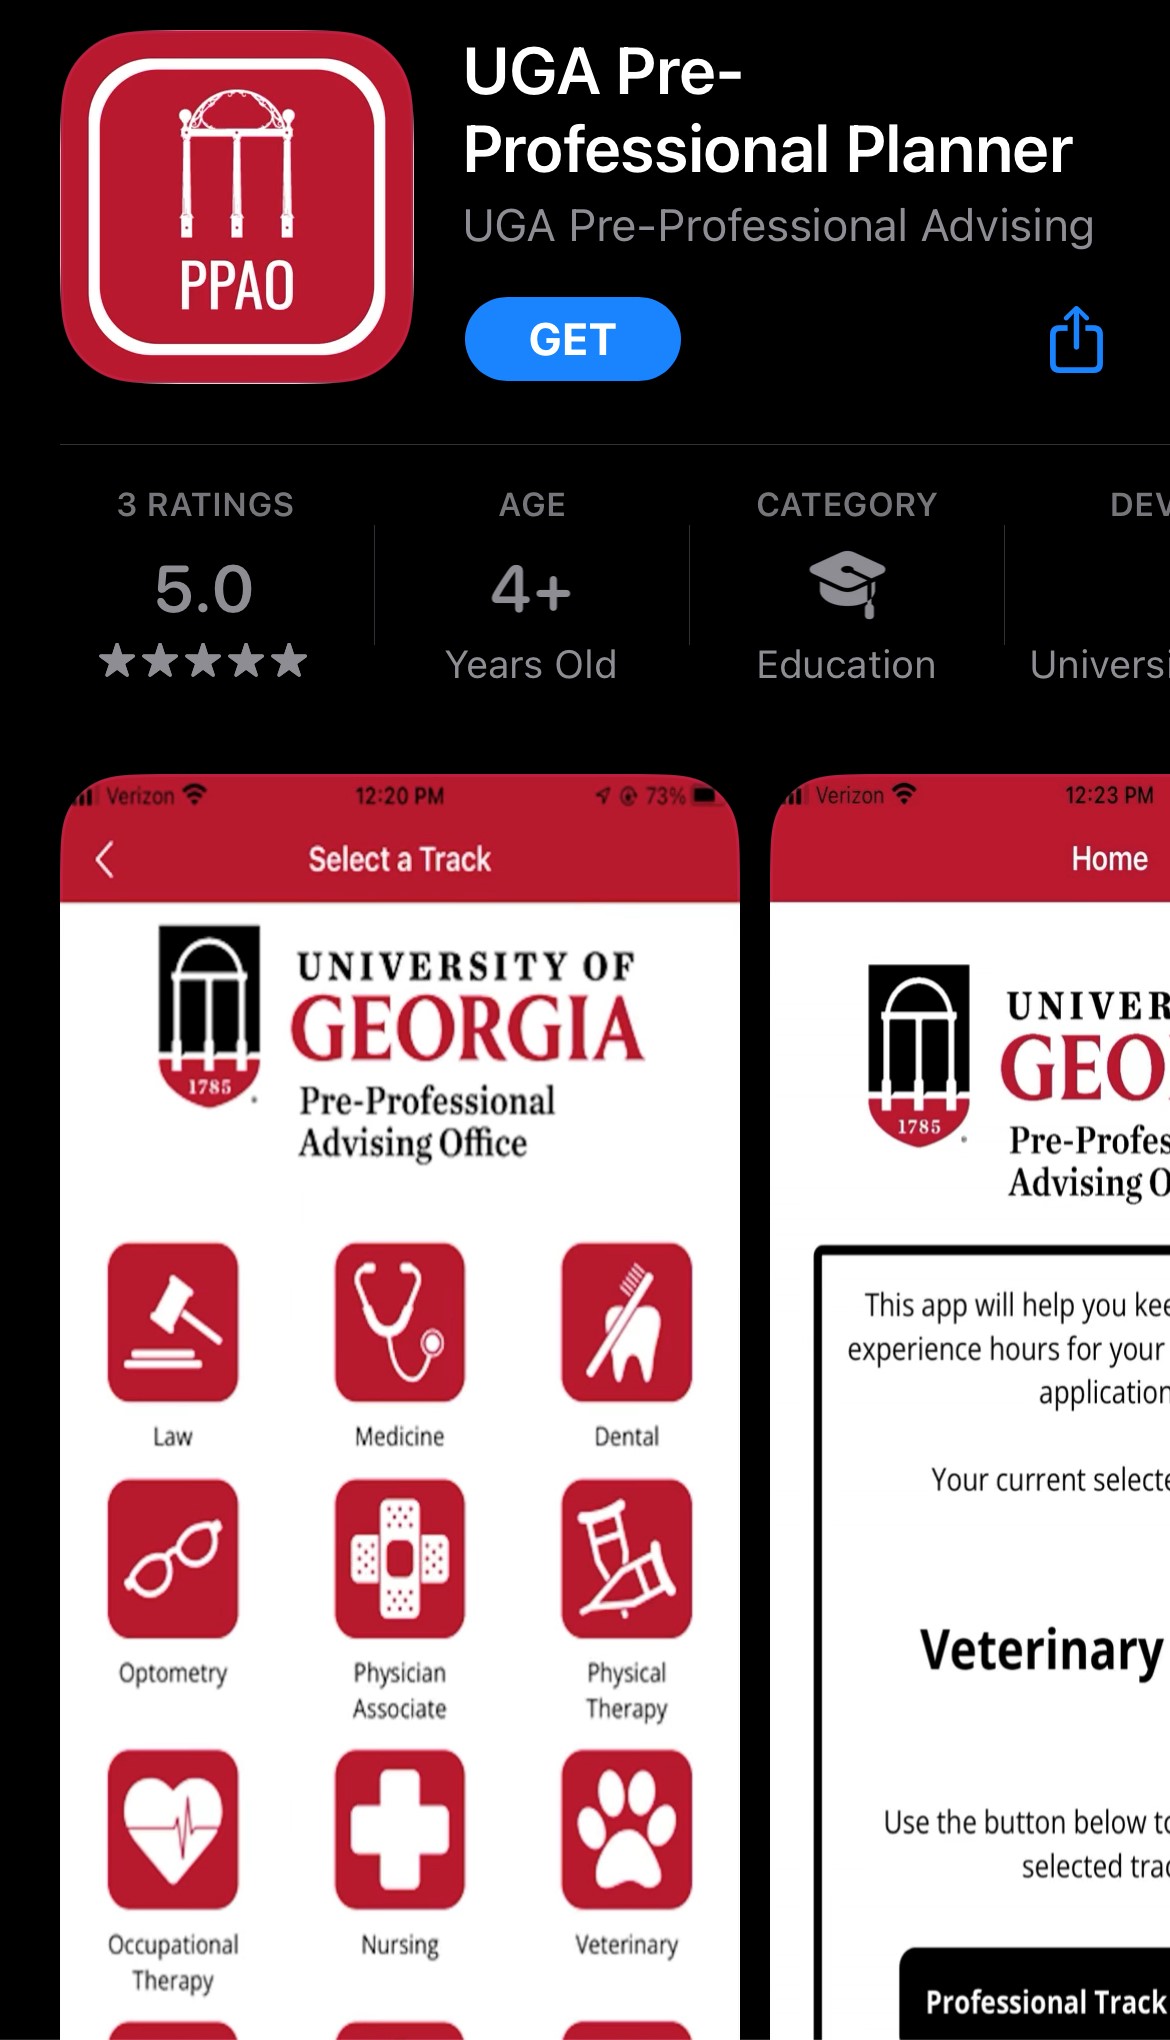 PPAO
UGA Pre-
Professional Planner
UGA Pre-Professional Advising
GET
3 RATINGS
5.0
AGE
4+
Years Old
CATEGORY
Education
DEV
Universi
Verizon
12:20 PM
73%
Select a Track
UNIVERSITY OF
GEORGIA
1785
Pre-Professional
Advising Office
Law
Medicine
Dental
Optometry
Physician
Associate
Physical
Therapy
Occupational
Therapy
Nursing
Veterinary
Verizon
12:23 PM
Home
UNIVER
GEO
1785
Pre-Profes
Advising O
This app will help you kee
experience hours for your
application
Your current selecte
Veterinary
Use the button below to
selected trac
Professional Track